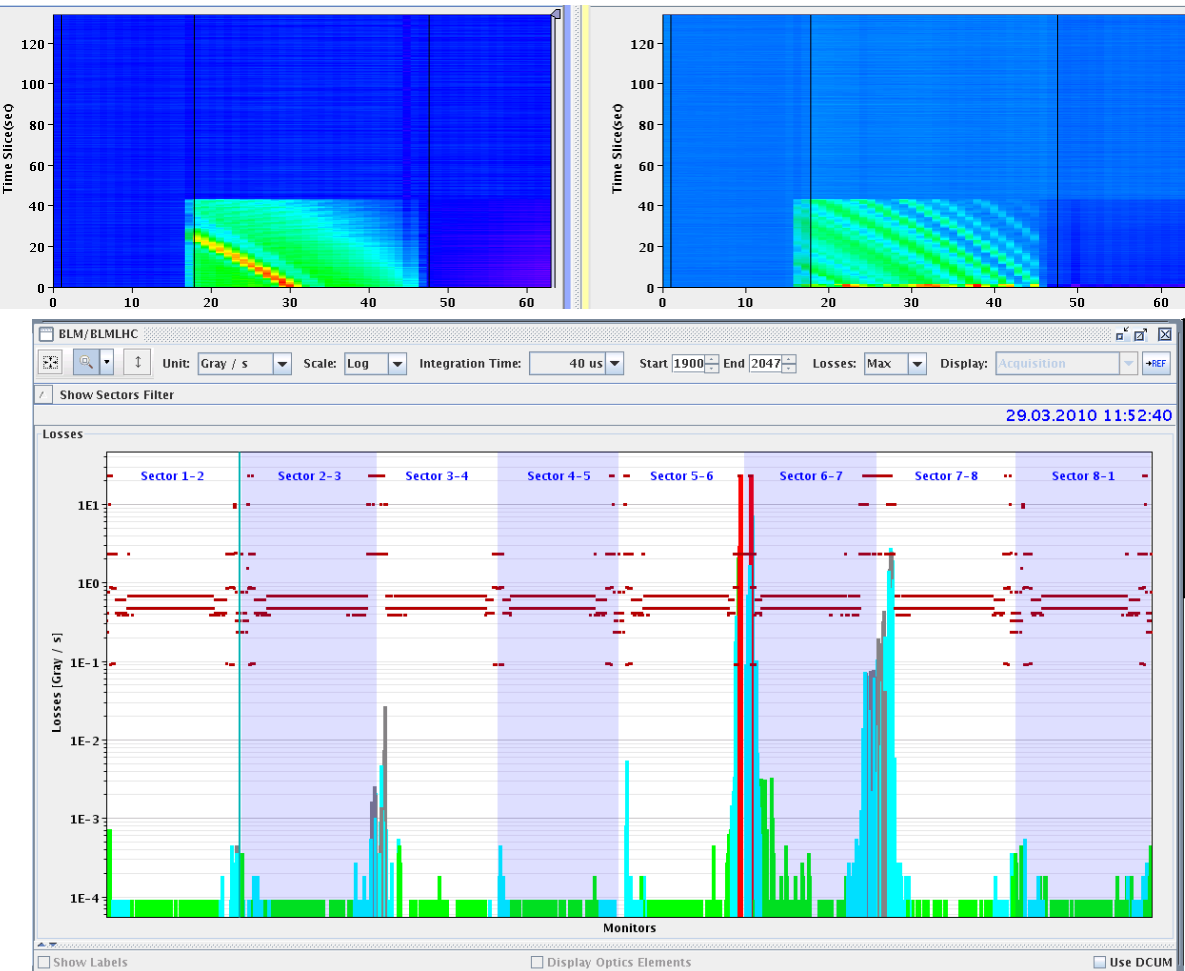 120
100
80
60
40
20
0
Time Slice(sec)
0 10 20 30 40 50 60
120
100
80
60
40
20
0
Time Slice(sec)
0 10 20 30 40 50 60
BLM/BLMLHC
Unit: Gray / s Scale: Log Integration Time: 40 us Start 1900 End 2047 Losses: Max Display: Acquisition →REF
Show Sectors Filter
29.03.2010 11:52:40
Losses
Sector 1-2 Sector 2-3 Sector 3-4 Sector 4-5 Sector 5-6 Sector 6-7 Sector 7-8 Sector 8-1
1E1
1E0
1E-1
1E-2
1E-3
1E-4
Losses [Gray / s]
Monitors
Show Labels Display Optics Elements Use DCUM